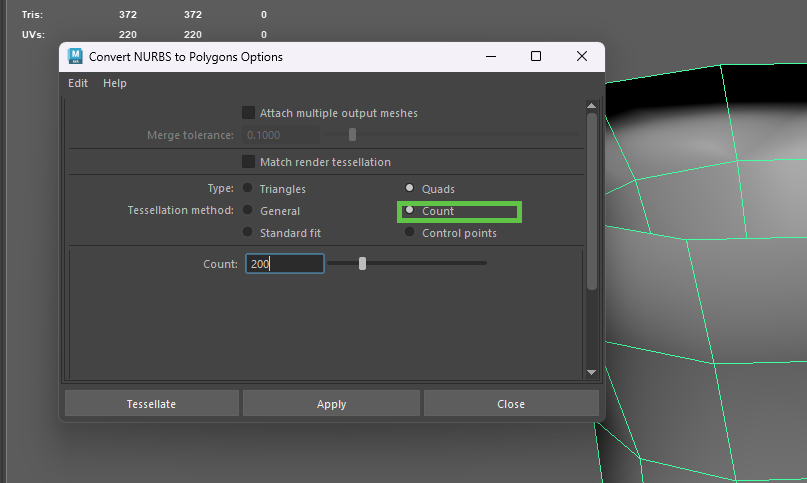 Tris: 372 372 0
UVs: 220 220 0
Convert NURBS to Polygons Options
Edit Help
Attach multiple output meshes
Merge tolerance: 0.1000
Match render tessellation
Type: Triangles Quads
Tessellation method: General Count
Standard fit Control points
Count: 200
Tessellate Apply Close